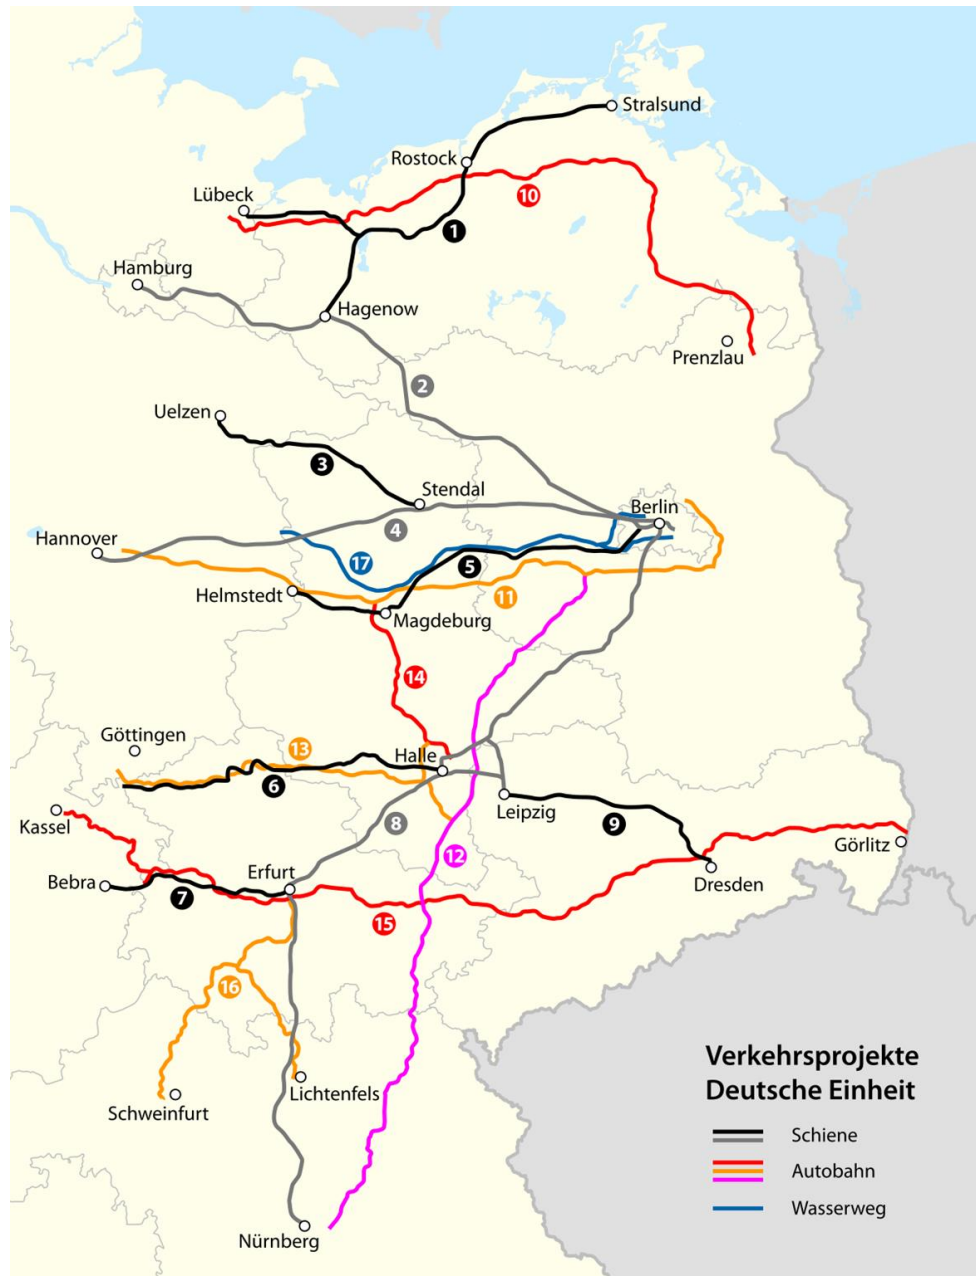 Stralsund
Rostock
10
Lübeck
1
Hamburg
Hagenow
Prenzlau
2
Uelzen
3
Stendal
Berlin
4
Hannover
17
5
Helmstedt
11
Magdeburg
14
Göttingen
13
Halle
6
Leipzig
Kassel
8
9
Görlitz
12
Bebra
Erfurt
Dresden
7
15
16
Lichtenfels
Schweinfurt
Nürnberg
Verkehrsprojekte
Deutsche Einheit
Schiene
Autobahn
Wasserweg